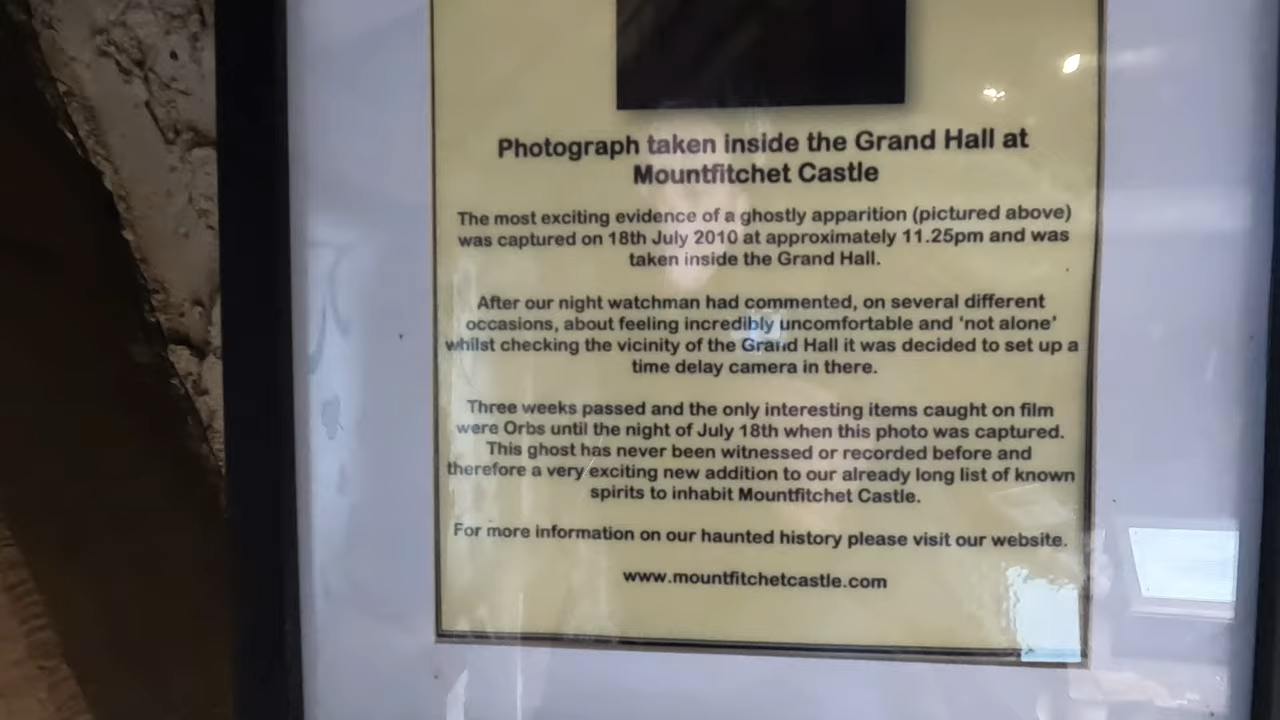 Photograph taken inside the Grand Hall at
Mountfitchet Castle
The most exciting evidence of a ghostly apparition (pictured above)
was captured on 18th July 2010 at approximately 11.25pm and was
taken inside the Grand Hall.
After our night watchman had commented, on several different
occasions, about feeling incredibly uncomfortable and 'not alone'
whilst checking the vicinity of the Grand Hall it was decided to set up a
time delay camera in there.
Three weeks passed and the only interesting items caught on film
were Orbs until the night of July 18th when this photo was captured.
This ghost has never been witnessed or recorded before and
therefore a very exciting new addition to our already long list of known
spirits to inhabit Mountfitchet Castle.
For more information on our haunted history please visit our website.
www.mountfitchetcastle.com